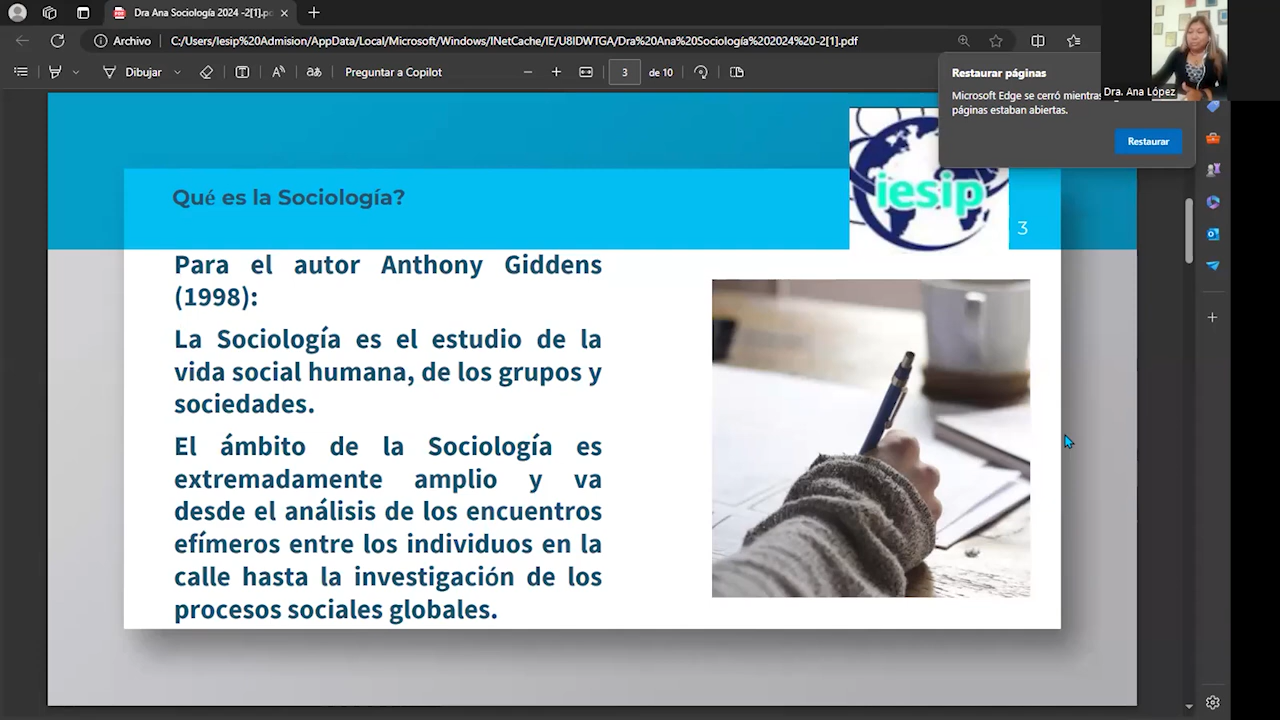 Dra Ana Sociología 2024 -2[1].pd
Archivo
C:/Users/Iesip%20Admision/AppData/Local/Microsoft/Windows/INetCache/IE/U8IDWTGA/Dra%20Ana%20Sociología%202024%20-2[1].pdf
Dibujar
Preguntar a Copilot
3
de 10
Restaurar páginas
Microsoft Edge se cerró mientras
páginas estaban abiertas.
Restaurar
Dra. Ana López
Qué es la Sociología?
iesip
3
Para el autor Anthony Giddens
(1998):
La Sociología es el estudio de la
vida social humana, de los grupos y
sociedades.
El ámbito de la Sociología es
extremadamente amplio y va
desde el análisis de los encuentros
efímeros entre los individuos en la
calle hasta la investigación de los
procesos sociales globales.